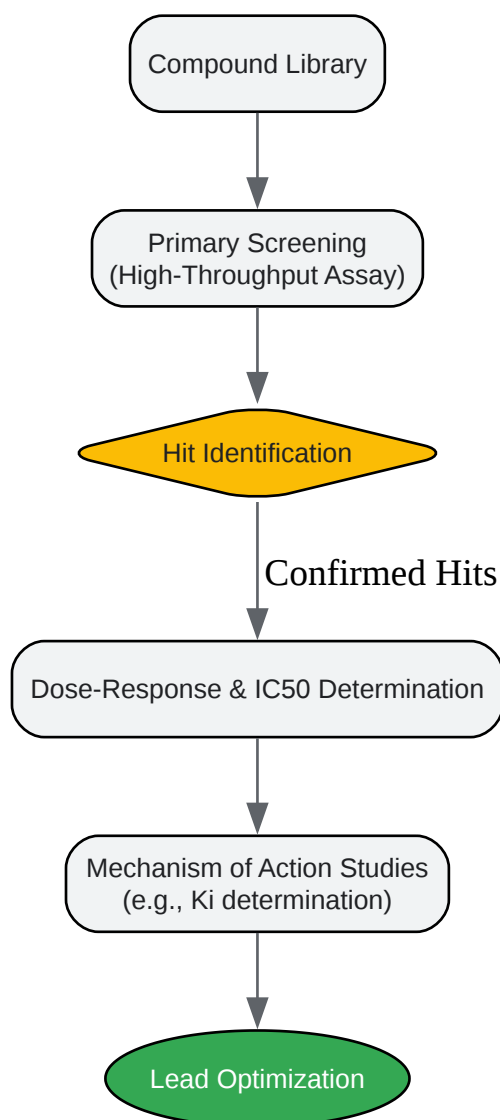 Compound Library
Primary Screening
(High-Throughput Assay)
Hit Identification
Confirmed Hits
Dose-Response & IC50 Determination
Mechanism of Action Studies
(e.g., Ki determination)
Lead Optimization